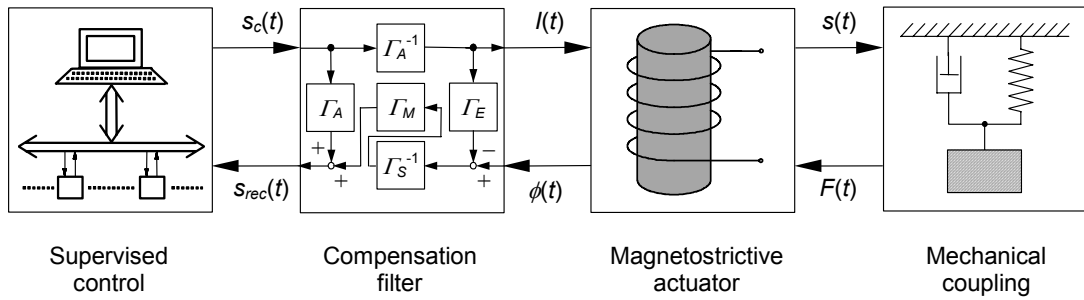 s_c(t)
I(t)
s(t)
Γ_A⁻¹
Γ_A
Γ_M
Γ_E
Γ_S⁻¹
+
+
−
+
s_rec(t)
ϕ(t)
F(t)
Supervised
control
Compensation
filter
Magnetostrictive
actuator
Mechanical
coupling